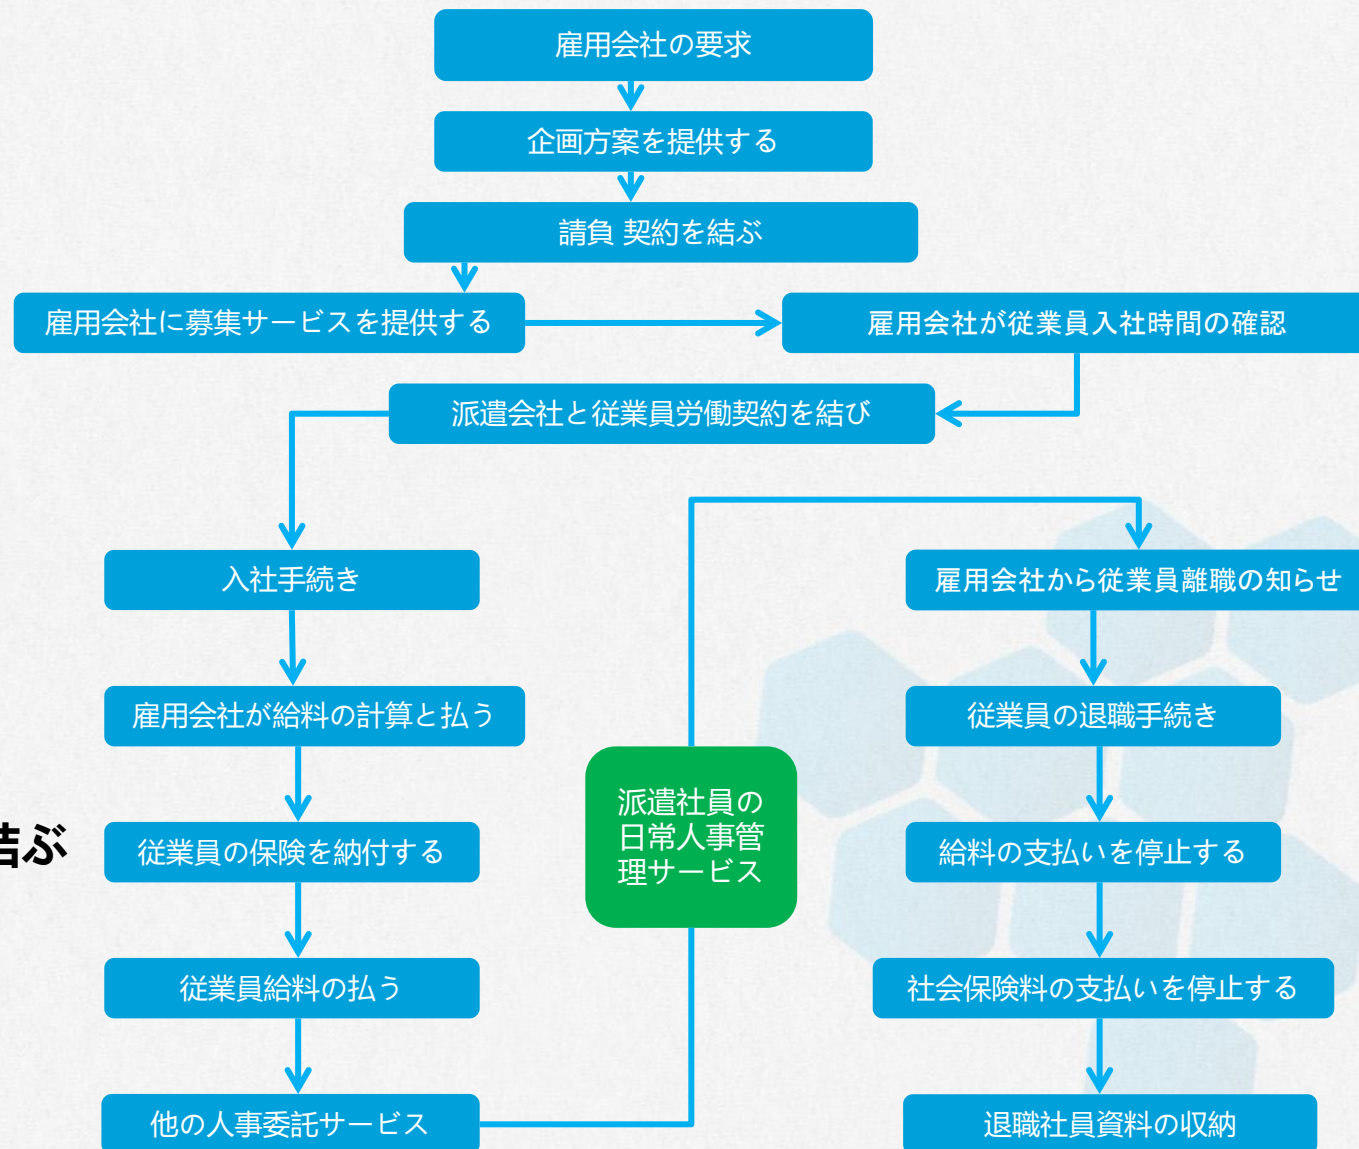 雇用会社の要求
企画方案を提供する
請負 契約を結ぶ
雇用会社に募集サービスを提供する
雇用会社が従業員入社時間の確認
派遣会社と従業員労働契約を結び
入社手続き
雇用会社が給料の計算と払う
結ぶ
従業員の保険を納付する
従業員給料の払う
他の人事委託サービス
派遣社員の
日常人事管
理サービス
雇用会社から従業員離職の知らせ
従業員の退職手続き
給料の支払いを停止する
社会保険料の支払いを停止する
退職社員資料の収納